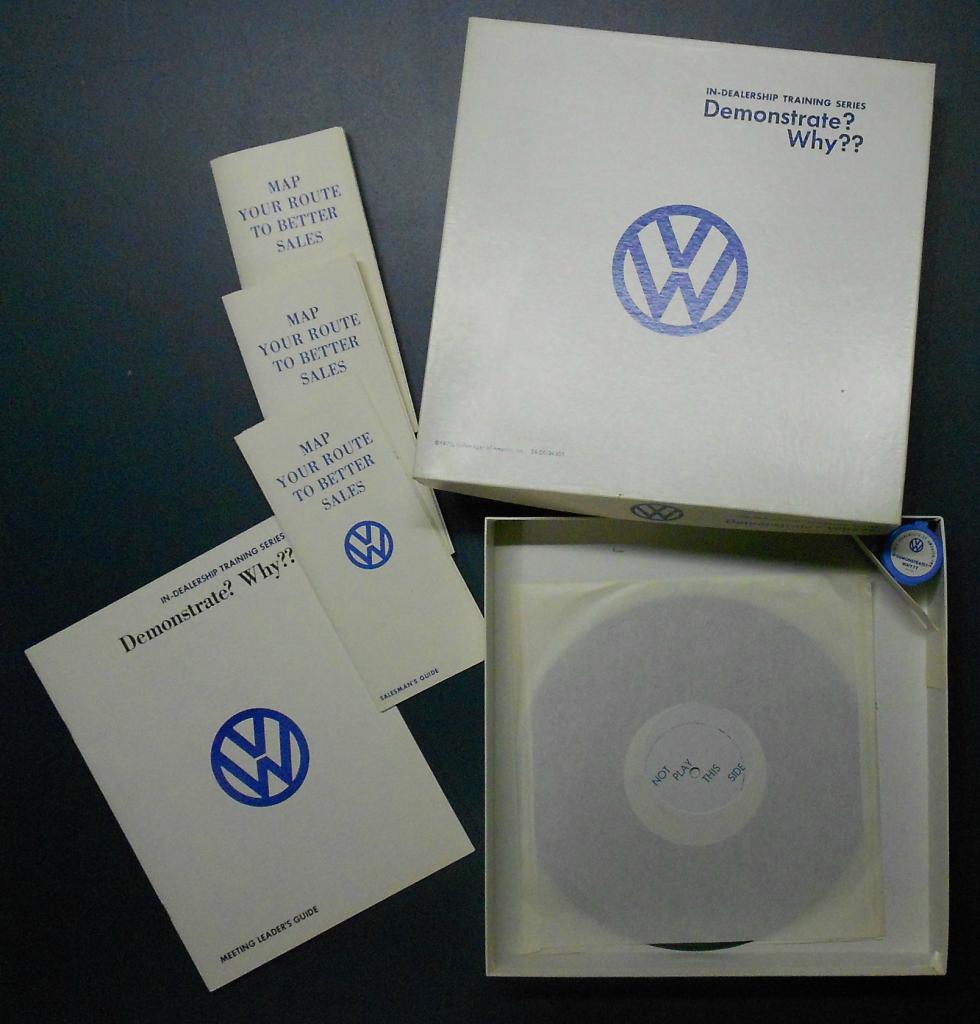 IN-DEALERSHIP TRAINING SERIES
Demonstrate?
Why??
MAP
YOUR ROUTE
TO BETTER
SALES
MAP
YOUR ROUTE
TO BETTER
SALES
MAP
YOUR ROUTE
TO BETTER
SALES
SALESMAN'S GUIDE
IN-DEALERSHIP TRAINING SERIES
Demonstrate? Why??
MEETING LEADER'S GUIDE
NOT PLAY THIS SIDE